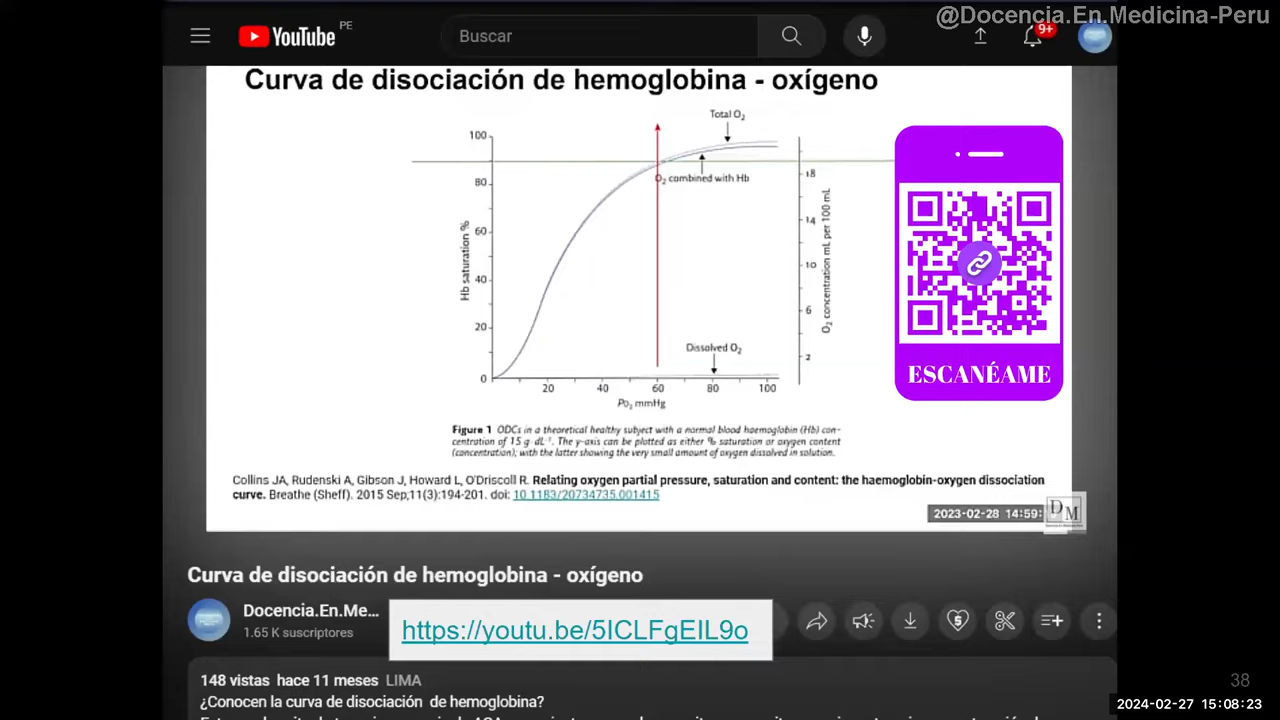 @Docencia.En.Medicina-Peru
YouTube PE
Buscar
9+
Curva de disociación de hemoglobina - oxígeno
Total O2
O2 combined with Hb
Dissolved O2
Hb saturation %
100
80
60
40
20
0
20 40 60 80 100
PO2 mmHg
18
14
10
6
2
O2 concentration mL per 100 mL
Figure 1 ODCs in a theoretical healthy subject with a normal blood haemoglobin (Hb) con-
centration of 15 g·dL-1. The y-axis can be plotted as either % saturation or oxygen content
(concentration); with the latter showing the very small amount of oxygen dissolved in solution.
Collins JA, Rudenski A, Gibson J, Howard L, O'Driscoll R. Relating oxygen partial pressure, saturation and content: the haemoglobin-oxygen dissociation
curve. Breathe (Sheff). 2015 Sep;11(3):194-201. doi: 10.1183/20734735.001415
2023-02-28 14:59:
DM
ESCANÉAME
Curva de disociación de hemoglobina - oxígeno
Docencia.En.Me...
1.65 K suscriptores
https://youtu.be/5ICLFgEIL9o
148 vistas hace 11 meses LIMA
¿Conocen la curva de disociación de hemoglobina?
38
2024-02-27 15:08:23